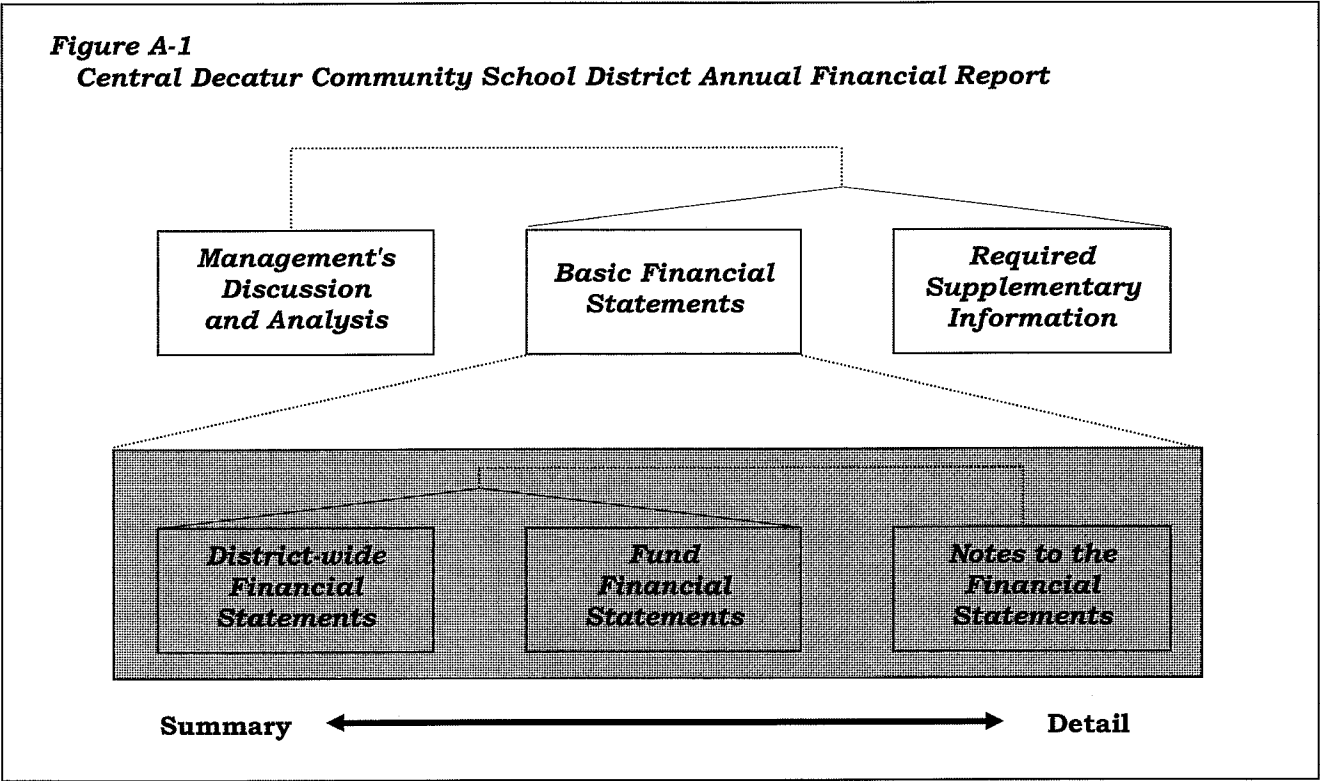 Figure A-1
Central Decatur Community School District Annual Financial Report
Management's
Discussion
and Analysis
Basic Financial
Statements
Required
Supplementary
Information
District-wide
Financial
Statements
Fund
Financial
Statements
Notes to the
Financial
Statements
Summary
Detail